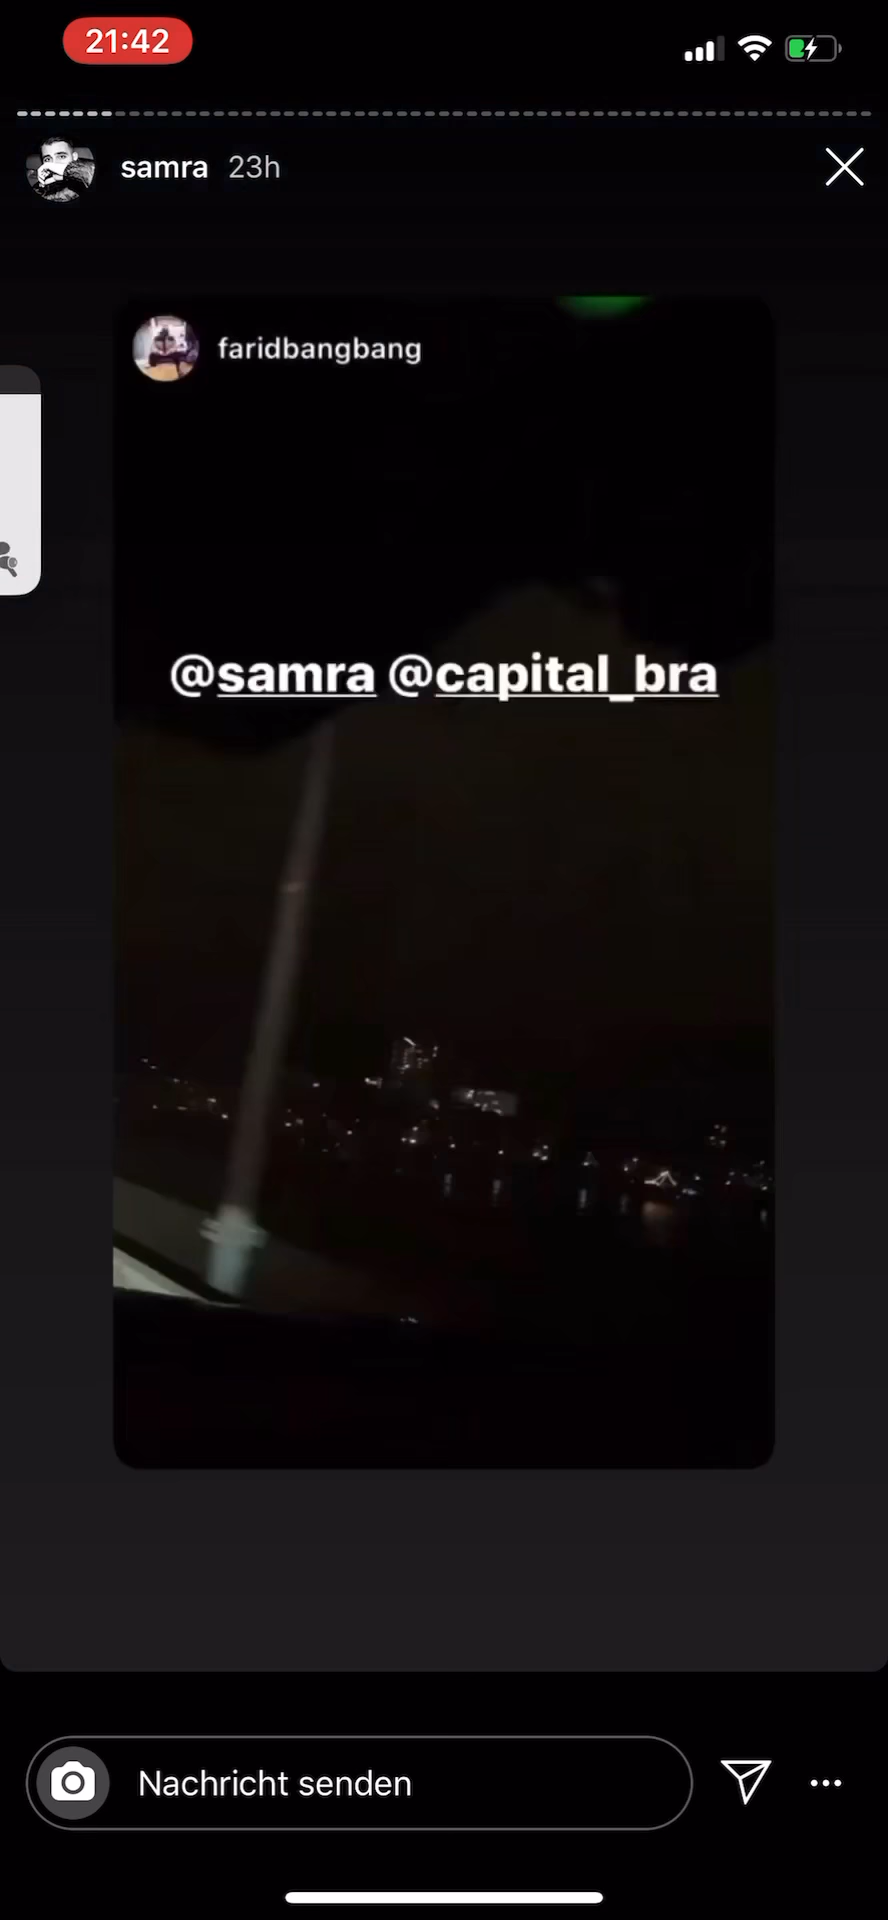 21:42
samra 23h
faridbangbang
@samra @capital_bra
Nachricht senden